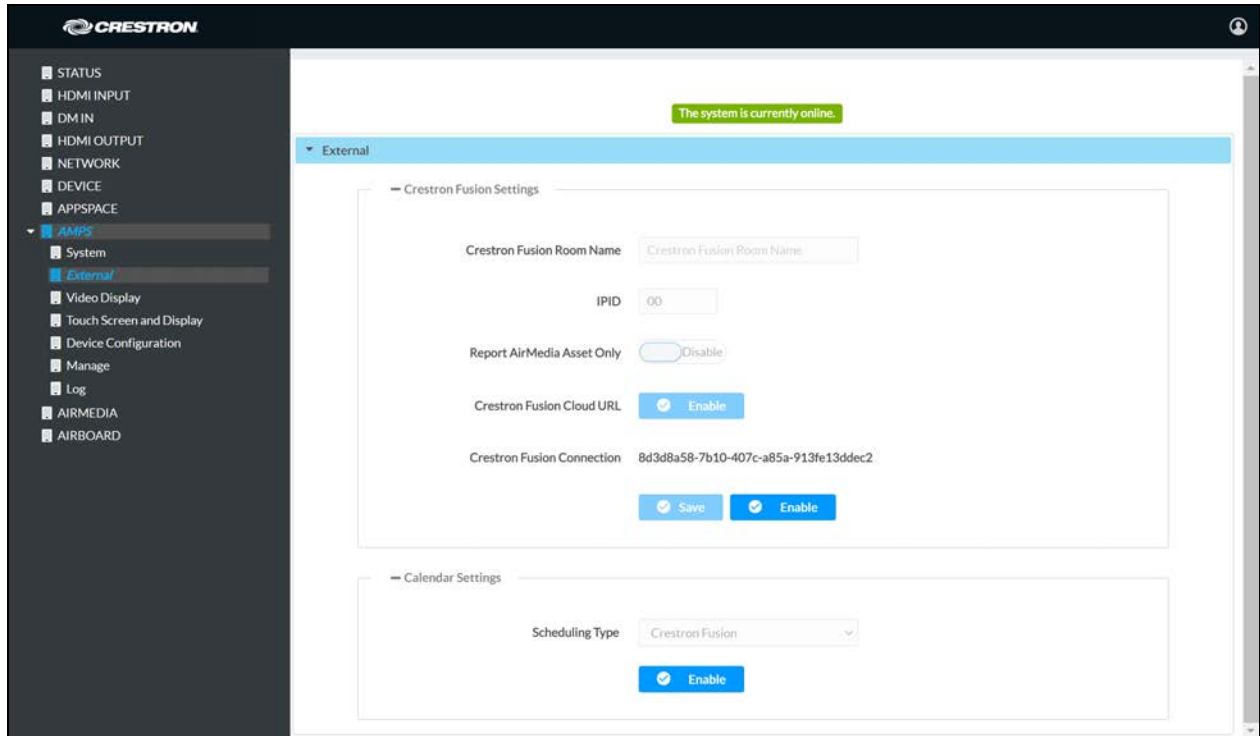 CRESTRON
STATUS
HDMI INPUT
DM IN
HDMI OUTPUT
NETWORK
DEVICE
APPSPACE
AMPS
System
External
Video Display
Touch Screen and Display
Device Configuration
Manage
Log
AIRMEDIA
AIRBOARD
The system is currently online.
External
Crestron Fusion Settings
Crestron Fusion Room Name Crestron Fusion Room Name
IPID 00
Report AirMedia Asset Only Disable
Crestron Fusion Cloud URL Enable
Crestron Fusion Connection 8d3d8a58-7b10-407c-a85a-913fe13ddec2
Save Enable
Calendar Settings
Scheduling Type Crestron Fusion
Enable